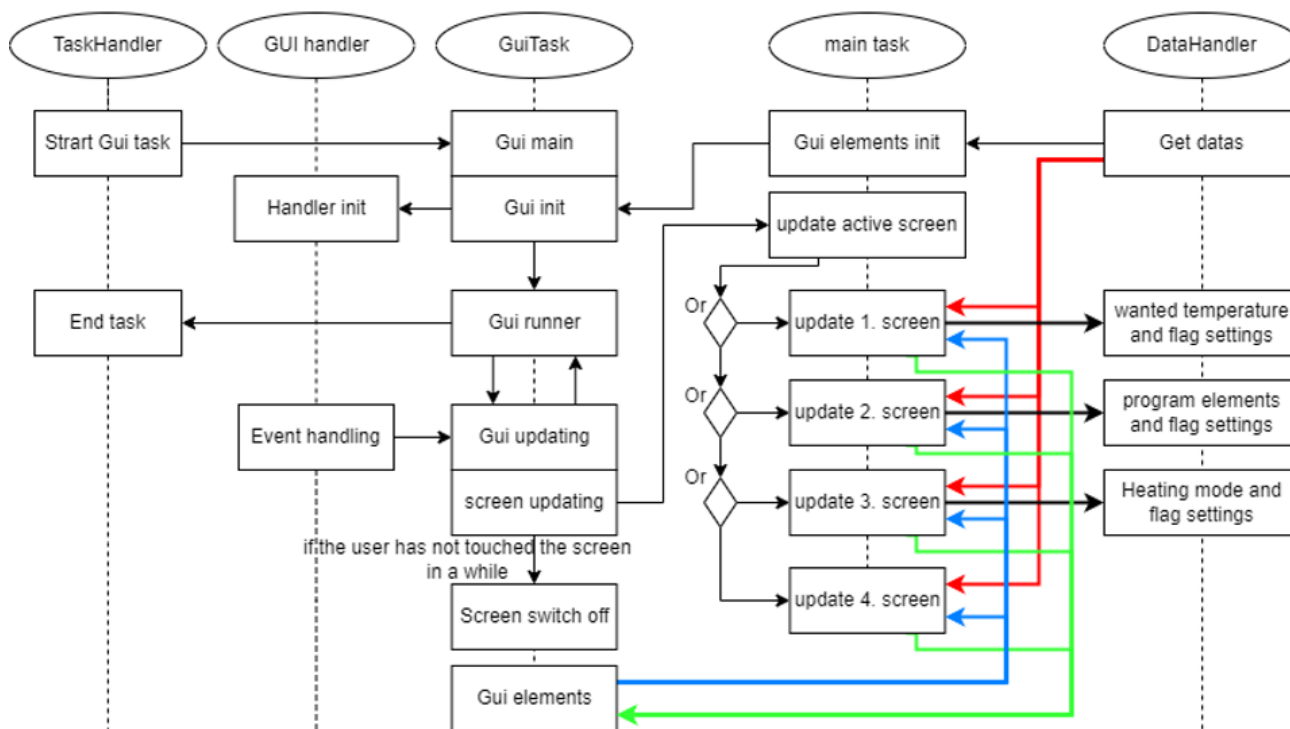 TaskHandler
GUI handler
GuiTask
main task
DataHandler
Strart Gui task
Gui main
Gui elements init
Get datas
Handler init
Gui init
update active screen
Or
End task
Gui runner
update 1. screen
wanted temperature
and flag settings
Or
Event handling
Gui updating
update 2. screen
program elements
and flag settings
Or
screen updating
update 3. screen
Heating mode and
flag settings
if the user has not touched the screen
in a while
Screen switch off
update 4. screen
Gui elements